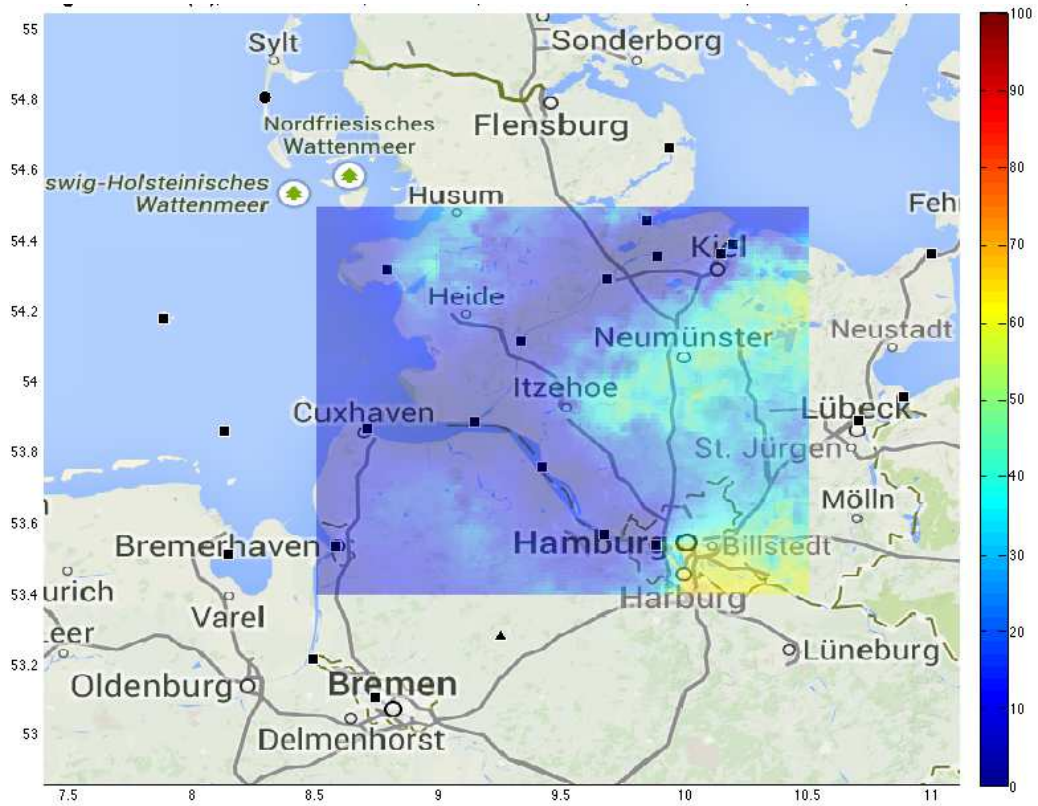 55
54.8
54.6
54.4
54.2
54
53.8
53.6
53.4
53.2
53
Sylt
Sonderborg
Nordfriesisches
Wattenmeer
Flensburg
swig-Holsteinisches
Wattenmeer
Husum
Feh
Kiel
Heide
Neumünster
Neustadt
Itzehoe
Cuxhaven
Lübeck
St. Jürgen
Mölln
Bremerhaven
Hamburg
Billstedt
urich
Varel
Harburg
Leer
Lüneburg
Oldenburg
Bremen
Delmenhorst
7.5 8 8.5 9 9.5 10 10.5 11
100
90
80
70
60
50
40
30
20
10
0